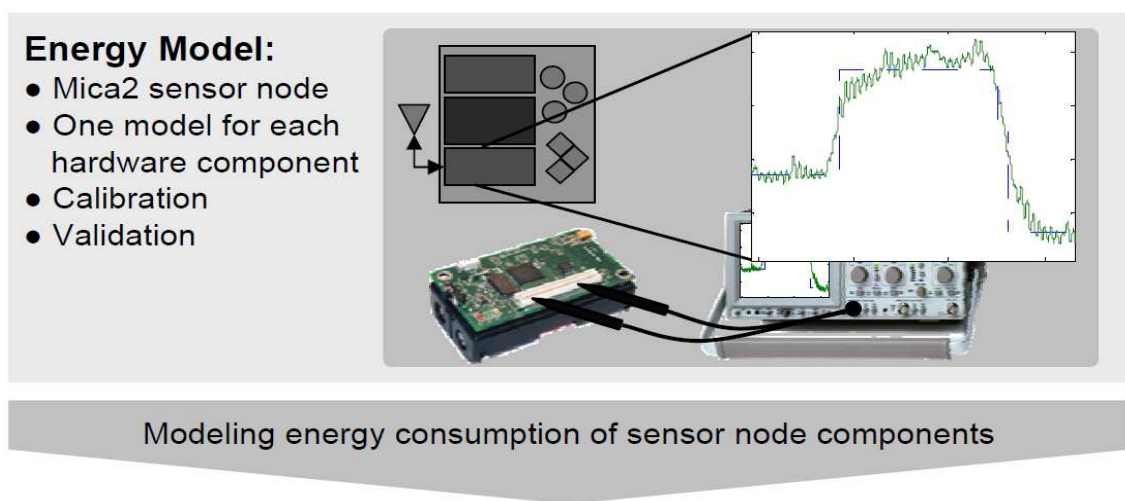 Energy Model:
● Mica2 sensor node
● One model for each
hardware component
● Calibration
● Validation
Modeling energy consumption of sensor node components